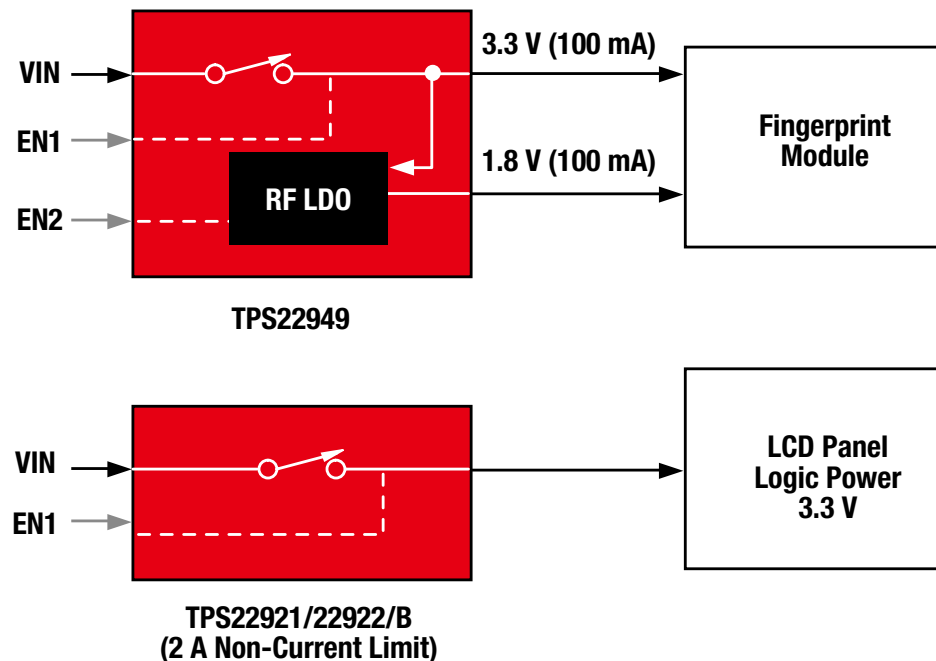 VIN
EN1
EN2
RF LDO
3.3 V (100 mA)
1.8 V (100 mA)
Fingerprint
Module
TPS22949
VIN
EN1
LCD Panel
Logic Power
3.3 V
TPS22921/22922/B
(2 A Non-Current Limit)